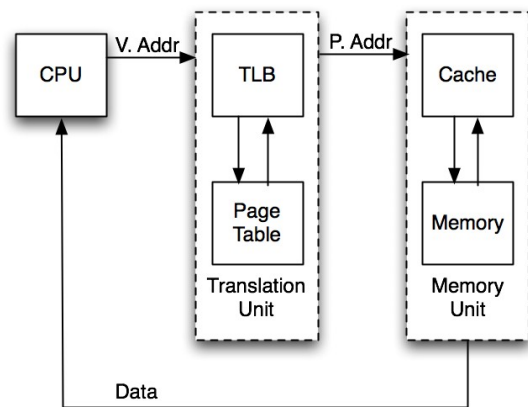 V. Addr
P. Addr
CPU
TLB
Cache
Page
Table
Memory
Translation
Unit
Memory
Unit
Data